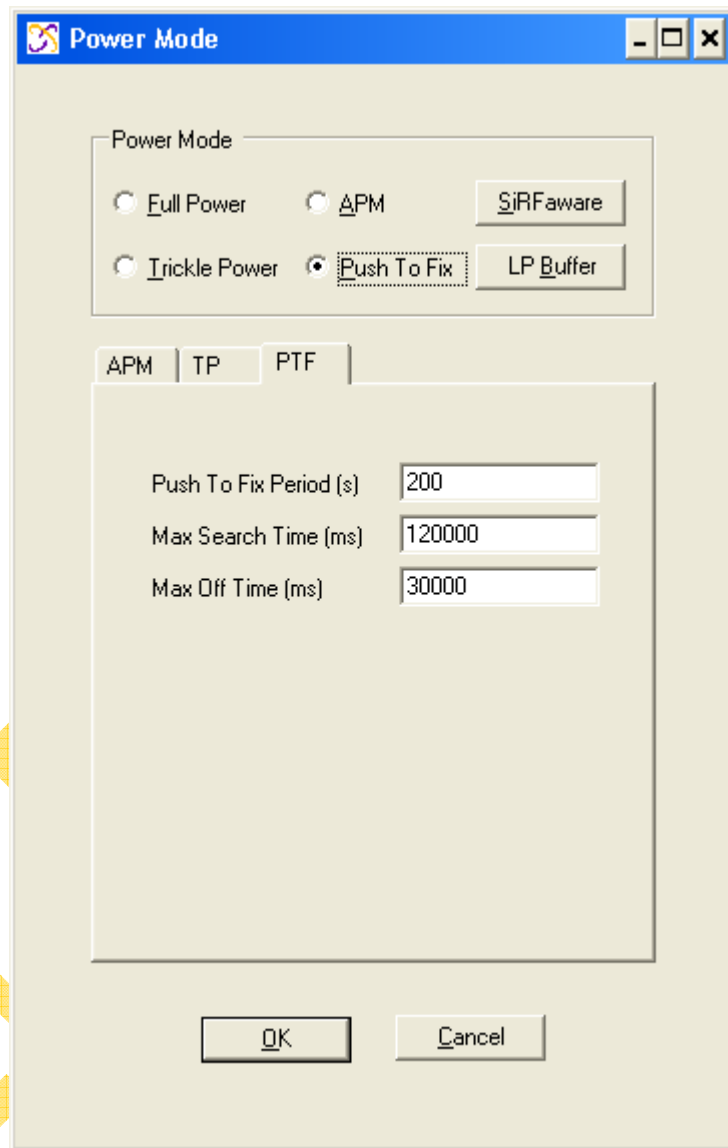 Power Mode
Power Mode
Full Power
APM
SiRFaware
Trickle Power
Push To Fix
LP Buffer
APM
TP
PTF
Push To Fix Period (s)
200
Max Search Time (ms)
120000
Max Off Time (ms)
30000
OK
Cancel